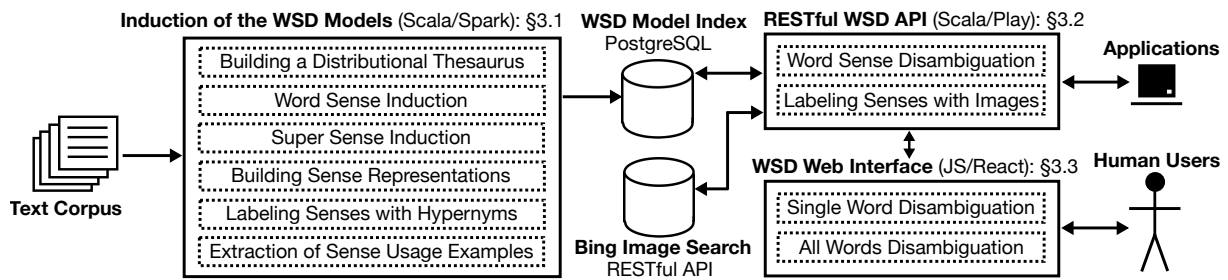 Induction of the WSD Models (Scala/Spark): §3.1
Building a Distributional Thesaurus
Word Sense Induction
Super Sense Induction
Building Sense Representations
Labeling Senses with Hypernyms
Extraction of Sense Usage Examples
Text Corpus
WSD Model Index
PostgreSQL
Bing Image Search
RESTful API
RESTful WSD API (Scala/Play): §3.2
Word Sense Disambiguation
Labeling Senses with Images
WSD Web Interface (JS/React): §3.3
Single Word Disambiguation
All Words Disambiguation
Applications
Human Users